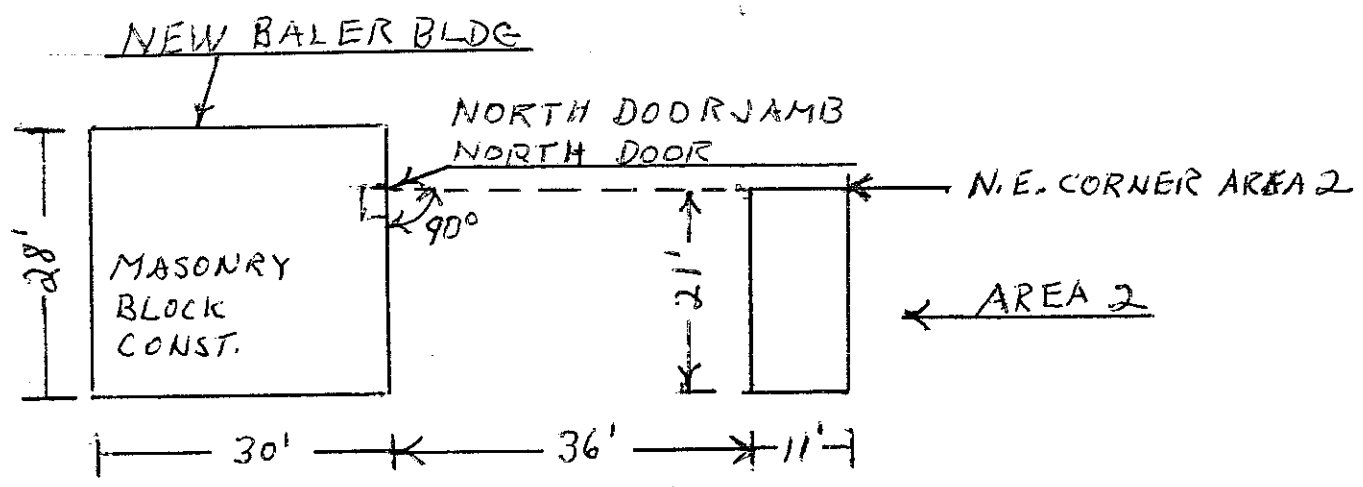 NEW BALER BLDG
NORTH DOORJAMB
NORTH DOOR
N.E. CORNER AREA 2
90°
28'
MASONRY
BLOCK
CONST.
21'
AREA 2
30'
36'
11'